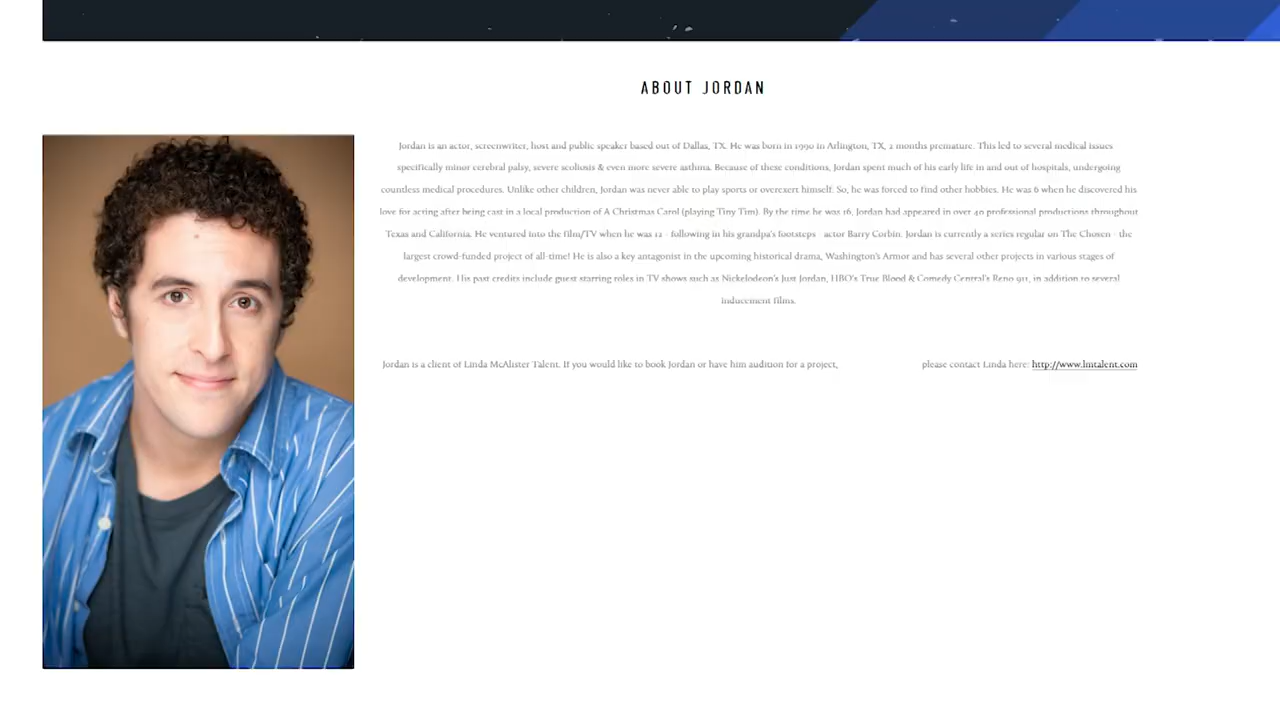 ABOUT JORDAN
Jordan is an actor, screenwriter, host and public speaker based out of Dallas, TX. He was born in 1990 in Arlington, TX, 2 months premature. This led to several medical issues
specifically minor cerebral palsy, severe scoliosis & even more severe asthma. Because of these conditions, Jordan spent much of his early life in and out of hospitals, undergoing
countless medical procedures. Unlike other children, Jordan was never able to play sports or overexert himself. So, he was forced to find other hobbies. He was 6 when he discovered his
love for acting after being cast in a local production of A Christmas Carol (playing Tiny Tim). By the time he was 16, Jordan had appeared in over 40 professional productions throughout
Texas and California. He ventured into the film/TV when he was 12 - following in his grandpa's footsteps - actor Barry Corbin. Jordan is currently a series regular on The Chosen - the
largest crowd-funded project of all-time! He is also a key antagonist in the upcoming historical drama, Washington's Armor and has several other projects in various stages of
development. His past credits include guest starring roles in TV shows such as Nickelodeon's Just Jordan, HBO's True Blood & Comedy Central's Reno 911, in addition to several
inducement films.
Jordan is a client of Linda McAlister Talent. If you would like to book Jordan or have him audition for a project, please contact Linda here: http://www.lmtalent.com